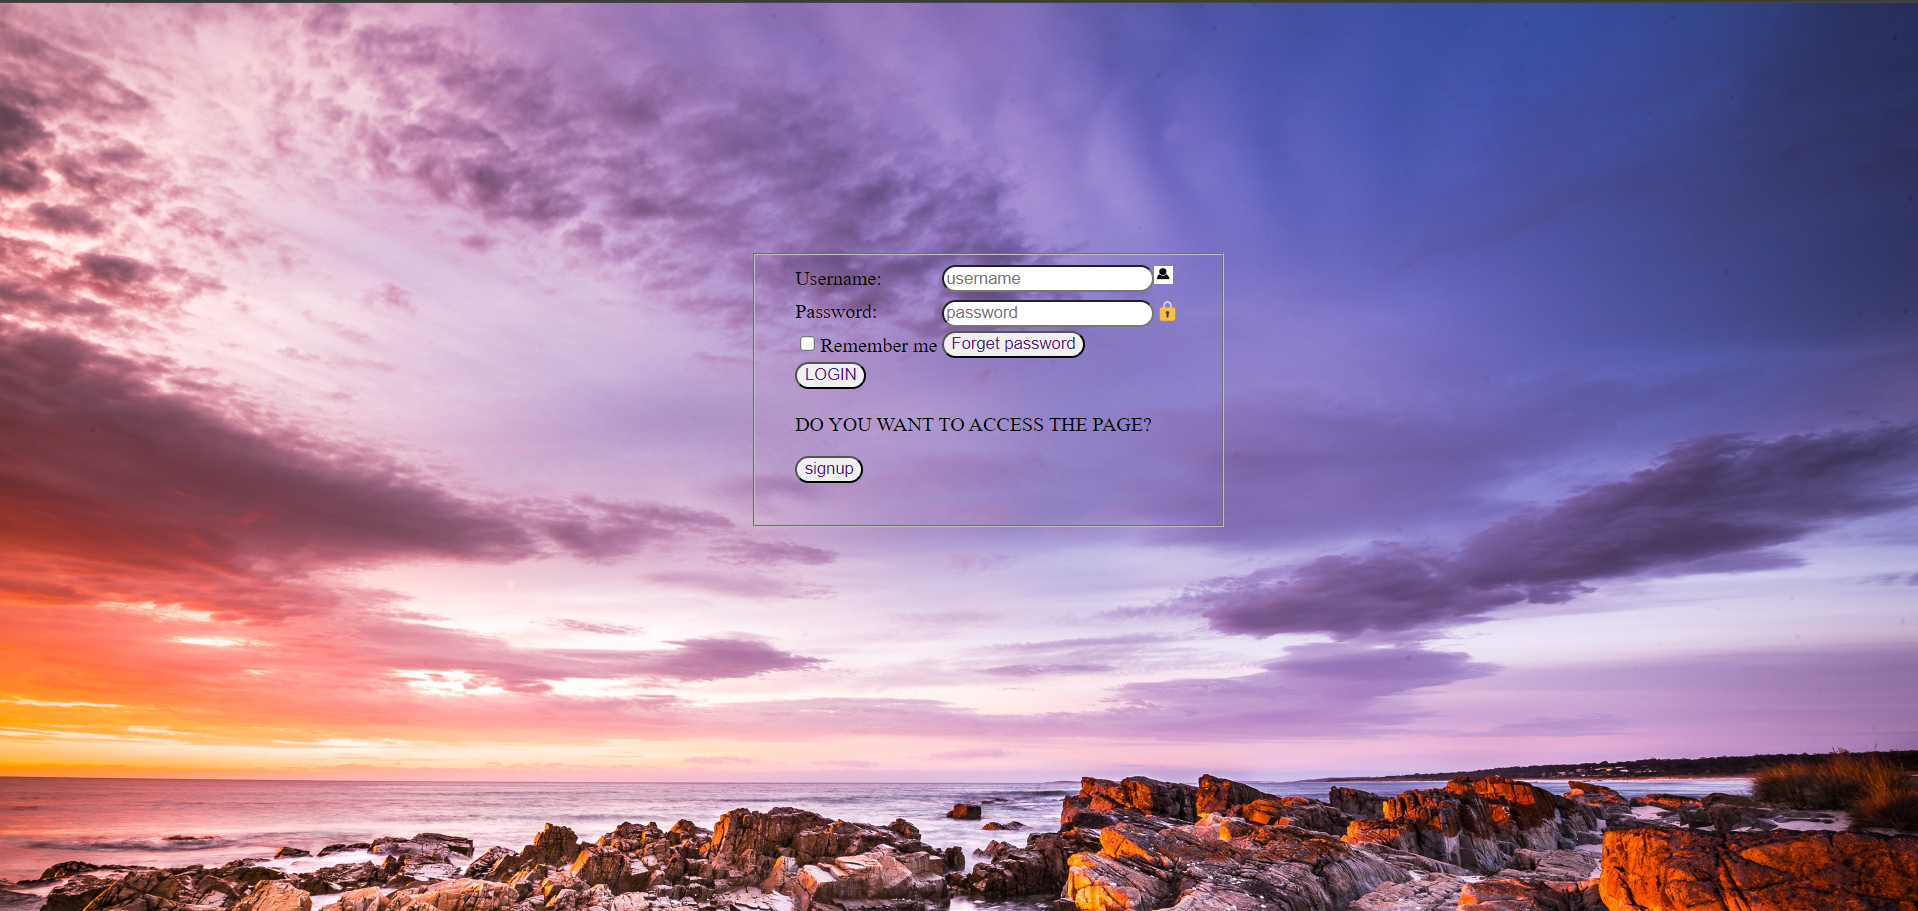 Username: username
Password: password
Remember me Forget password
LOGIN
DO YOU WANT TO ACCESS THE PAGE?
signup